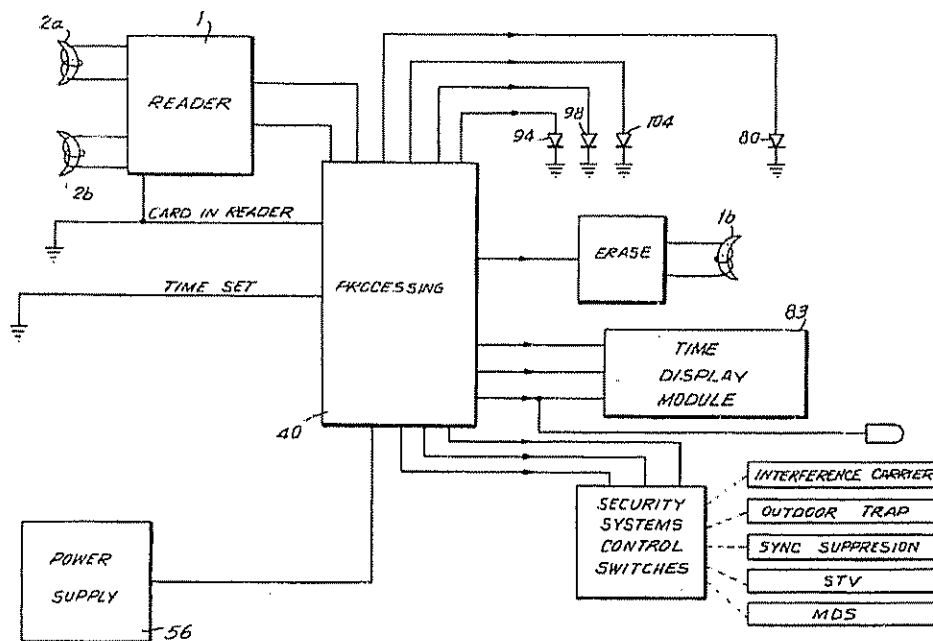 2a
1
READER
2b
94
98
104
80
CARD IN READER
TIME SET
PROCESSING
40
ERASE
1b
83
TIME
DISPLAY
MODULE
SECURITY
SYSTEMS
CONTROL
SWITCHES
INTERFERENCE CARRIER
OUTDOOR TRAP
SYNC SUPPRESION
STV
MDS
POWER
SUPPLY
56